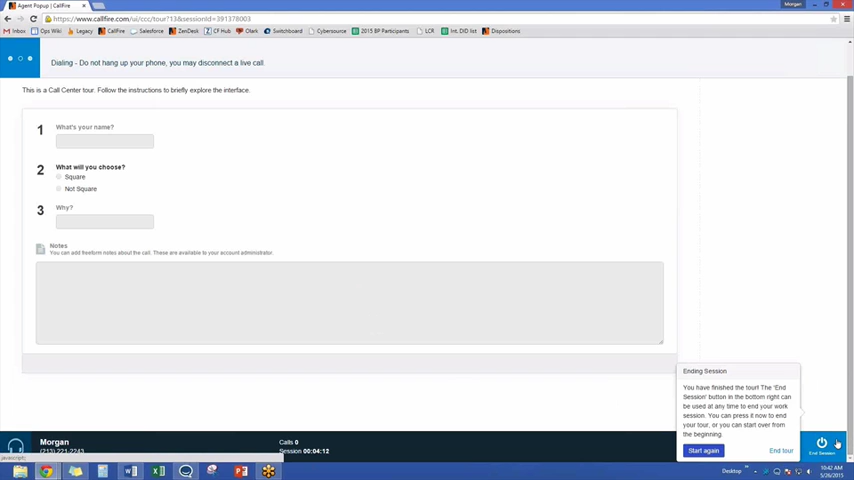 Agent Popup | CallFire
Morgan
https://www.callfire.com/ui/ccc/tour?13&sessionId=391378003
Inbox Ops Wiki Legacy CallFire Salesforce ZenDesk CF Hub Olark Switchboard Cybersource 2015 BP Participants LCR Int. DID list Dispositions
Dialing - Do not hang up your phone, you may disconnect a live call.
This is a Call Center tour. Follow the instructions to briefly explore the interface.
1 What's your name?
2 What will you choose?
Square
Not Square
3 Why?
Notes
You can add freeform notes about the call. These are available to your account administrator.
Ending Session
You have finished the tour! The 'End
Session' button in the bottom right can
be used at any time to end your work
session. You can press it now to end
your tour, or you can start over from
the beginning.
Start again End tour
Morgan
(213) 221-2243
Calls 0
Session 00:04:12
End Session
javascript:;
Desktop
10:42 AM
5/26/2015